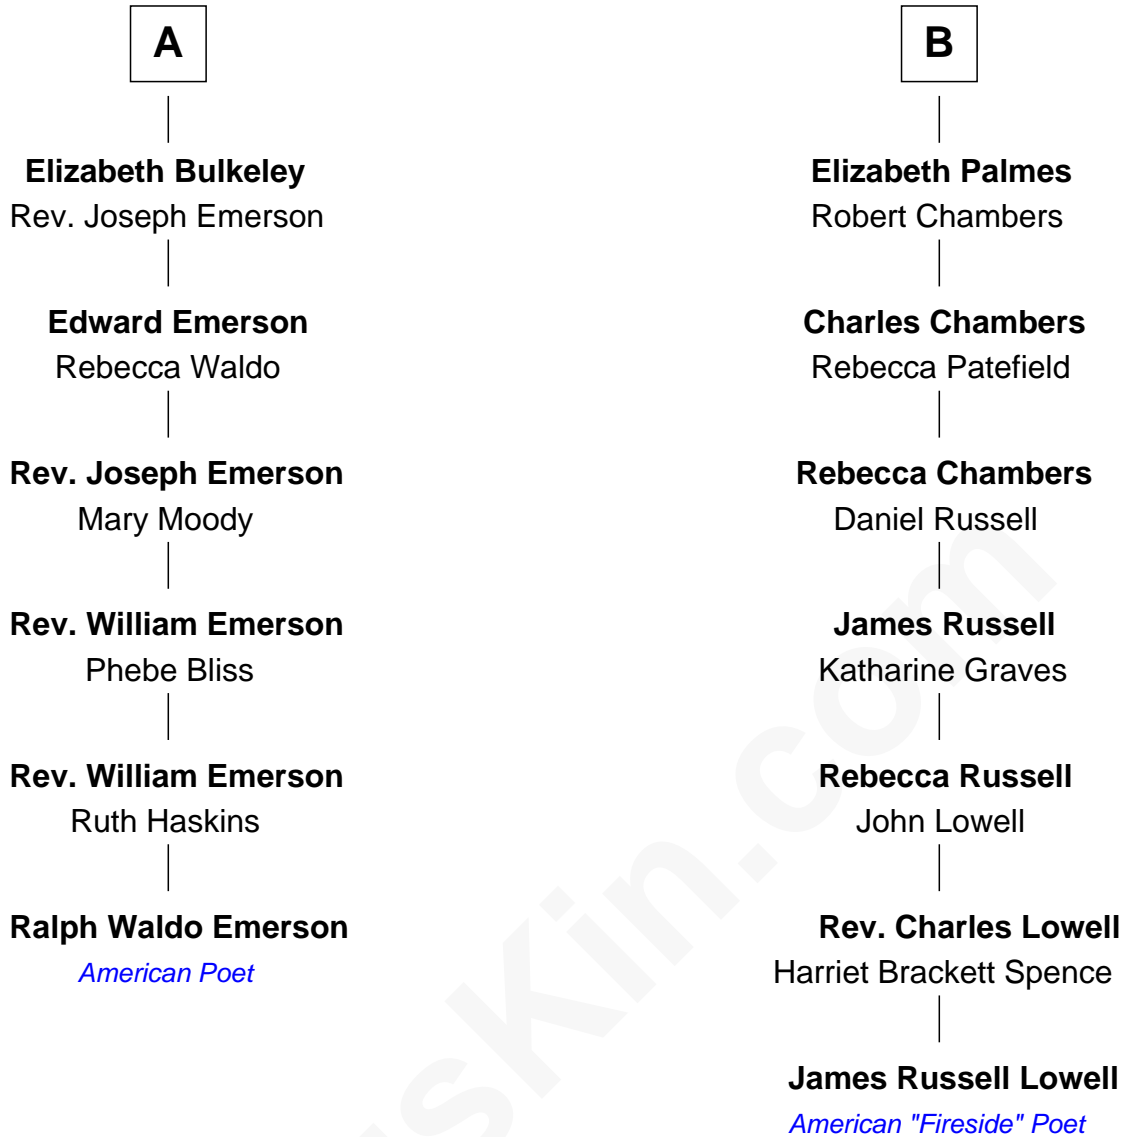 A
Elizabeth Bulkeley
Rev. Joseph Emerson
Edward Emerson
Rebecca Waldo
Rev. Joseph Emerson
Mary Moody
Rev. William Emerson
Phebe Bliss
Rev. William Emerson
Ruth Haskins
Ralph Waldo Emerson
American Poet
B
Elizabeth Palmes
Robert Chambers
Charles Chambers
Rebecca Patefield
Rebecca Chambers
Daniel Russell
James Russell
Katharine Graves
Rebecca Russell
John Lowell
Rev. Charles Lowell
Harriet Brackett Spence
James Russell Lowell
American "Fireside" Poet
sKin.com